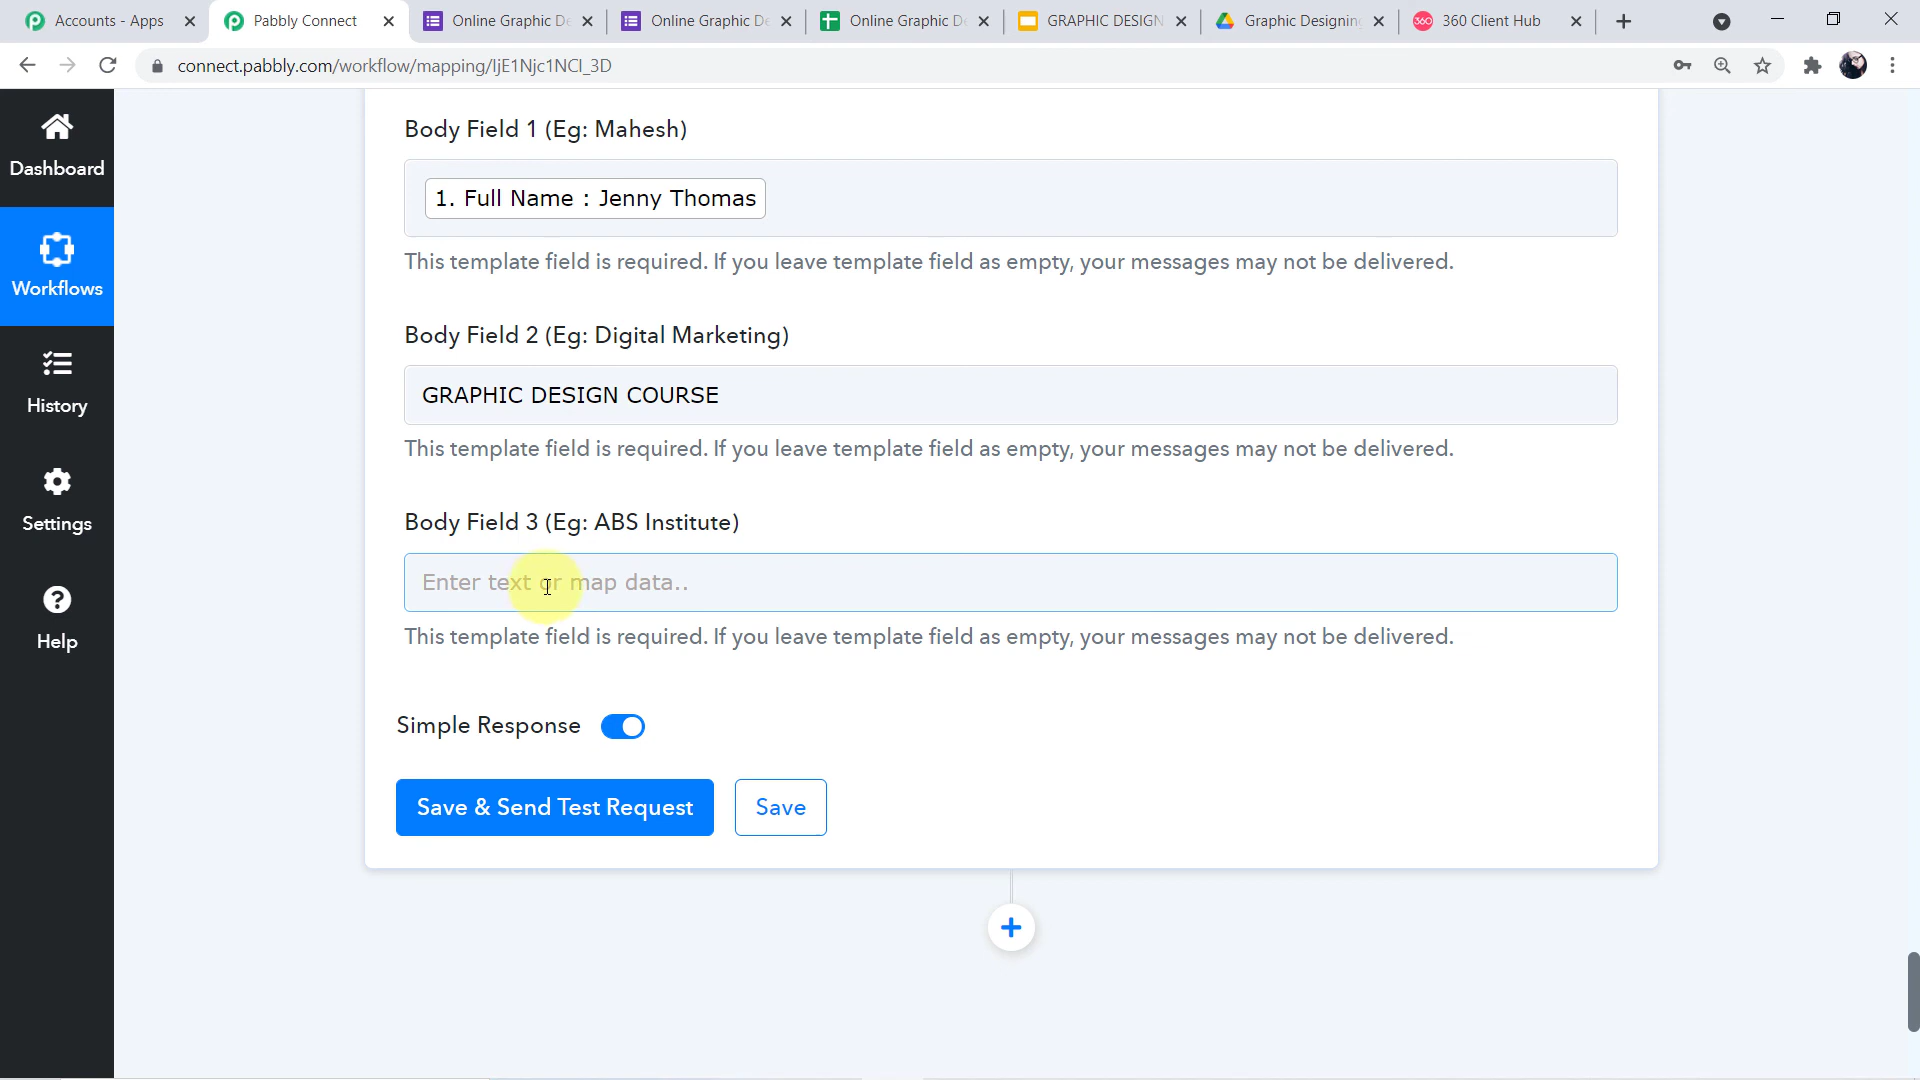 Accounts - Apps
Pabbly Connect
Online Graphic De
Online Graphic De
Online Graphic D
GRAPHIC DESIGN
Graphic Designing
360 Client Hub
connect.pabbly.com/workflow/mapping/IjE1Njc1NCI_3D
Dashboard
Workflows
History
Settings
Help
Body Field 1 (Eg: Mahesh)
1. Full Name : Jenny Thomas
This template field is required. If you leave template field as empty, your messages may not be delivered.
Body Field 2 (Eg: Digital Marketing)
GRAPHIC DESIGN COURSE
This template field is required. If you leave template field as empty, your messages may not be delivered.
Body Field 3 (Eg: ABS Institute)
Enter text or map data..
This template field is required. If you leave template field as empty, your messages may not be delivered.
Simple Response
Save & Send Test Request
Save